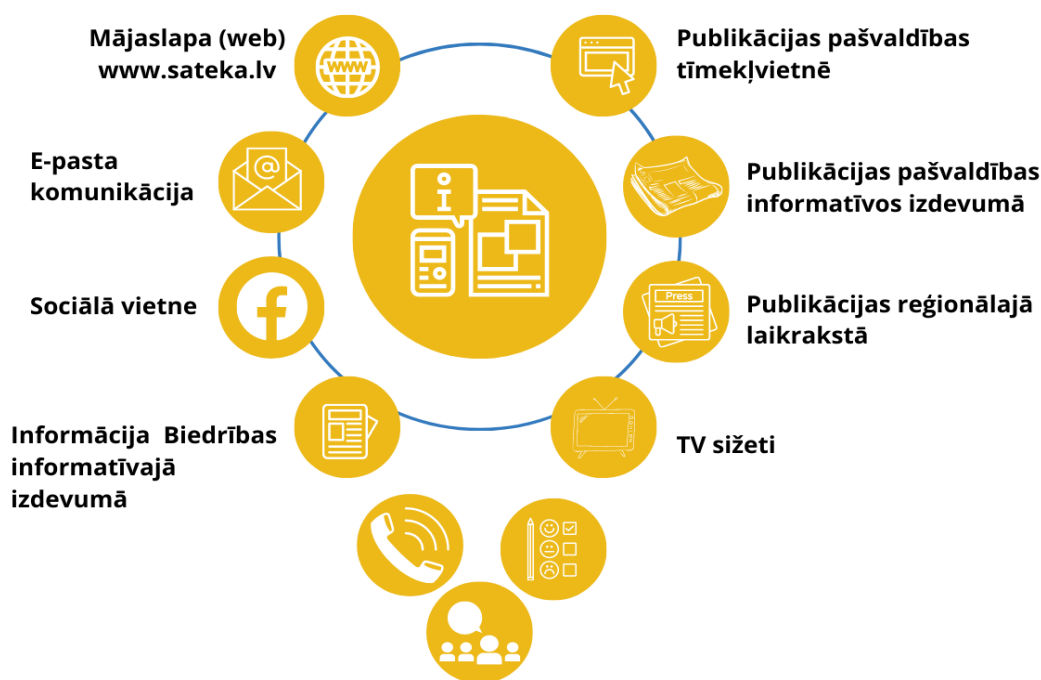 Mājaslapa (web)
www.sateka.lv
E-pasta
komunikācija
Sociālā vietne
Informācija Biedrības
informatīvajā
izdevumā
Publikācijas pašvaldības
tīmekļvietnē
Publikācijas pašvaldības
informatīvos izdevumā
Publikācijas reģionālajā
laikrakstā
TV sižeti
www
@
i
f
Press